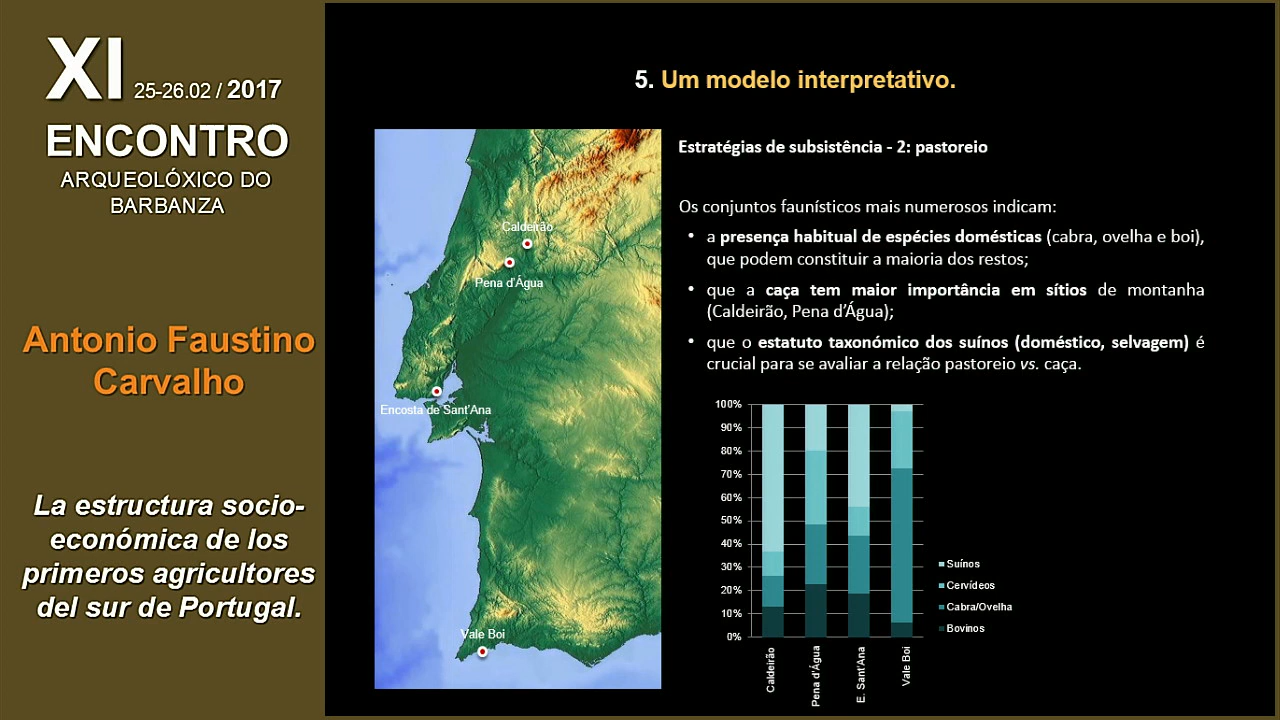 XI 25-26.02 / 2017
ENCONTRO
ARQUEOLÓXICO DO
BARBANZA
Antonio Faustino
Carvalho
La estructura socio-
económica de los
primeros agricultores
del sur de Portugal.
5. Um modelo interpretativo.
Caldeirão
Pena d'Água
Encosta de Sant'Ana
Vale Boi
Estratégias de subsistência - 2: pastoreio
Os conjuntos faunísticos mais numerosos indicam:
• a presença habitual de espécies domésticas (cabra, ovelha e boi),
que podem constituir a maioria dos restos;
• que a caça tem maior importância em sítios de montanha
(Caldeirão, Pena d'Água);
• que o estatuto taxonómico dos suínos (doméstico, selvagem) é
crucial para se avaliar a relação pastoreio vs. caça.
100%
90%
80%
70%
60%
50%
40%
30%
20%
10%
0%
Caldeirão
Pena d'Água
E. Sant'Ana
Vale Boi
Suínos
Cervídeos
Cabra/Ovelha
Bovinos